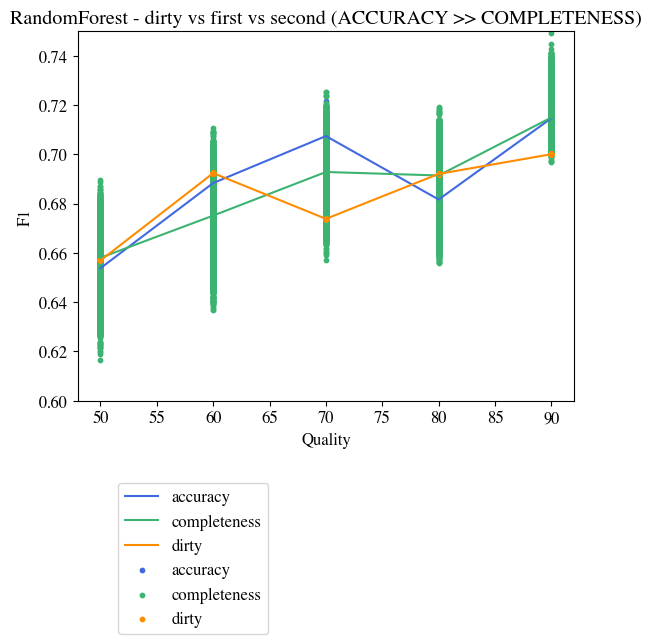 RandomForest - dirty vs first vs second (ACCURACY >> COMPLETENESS)
0.74
0.72
0.70
0.68
0.66
0.64
0.62
0.60
F1
50 55 60 65 70 75 80 85 90
Quality
accuracy
completeness
dirty
accuracy
completeness
dirty